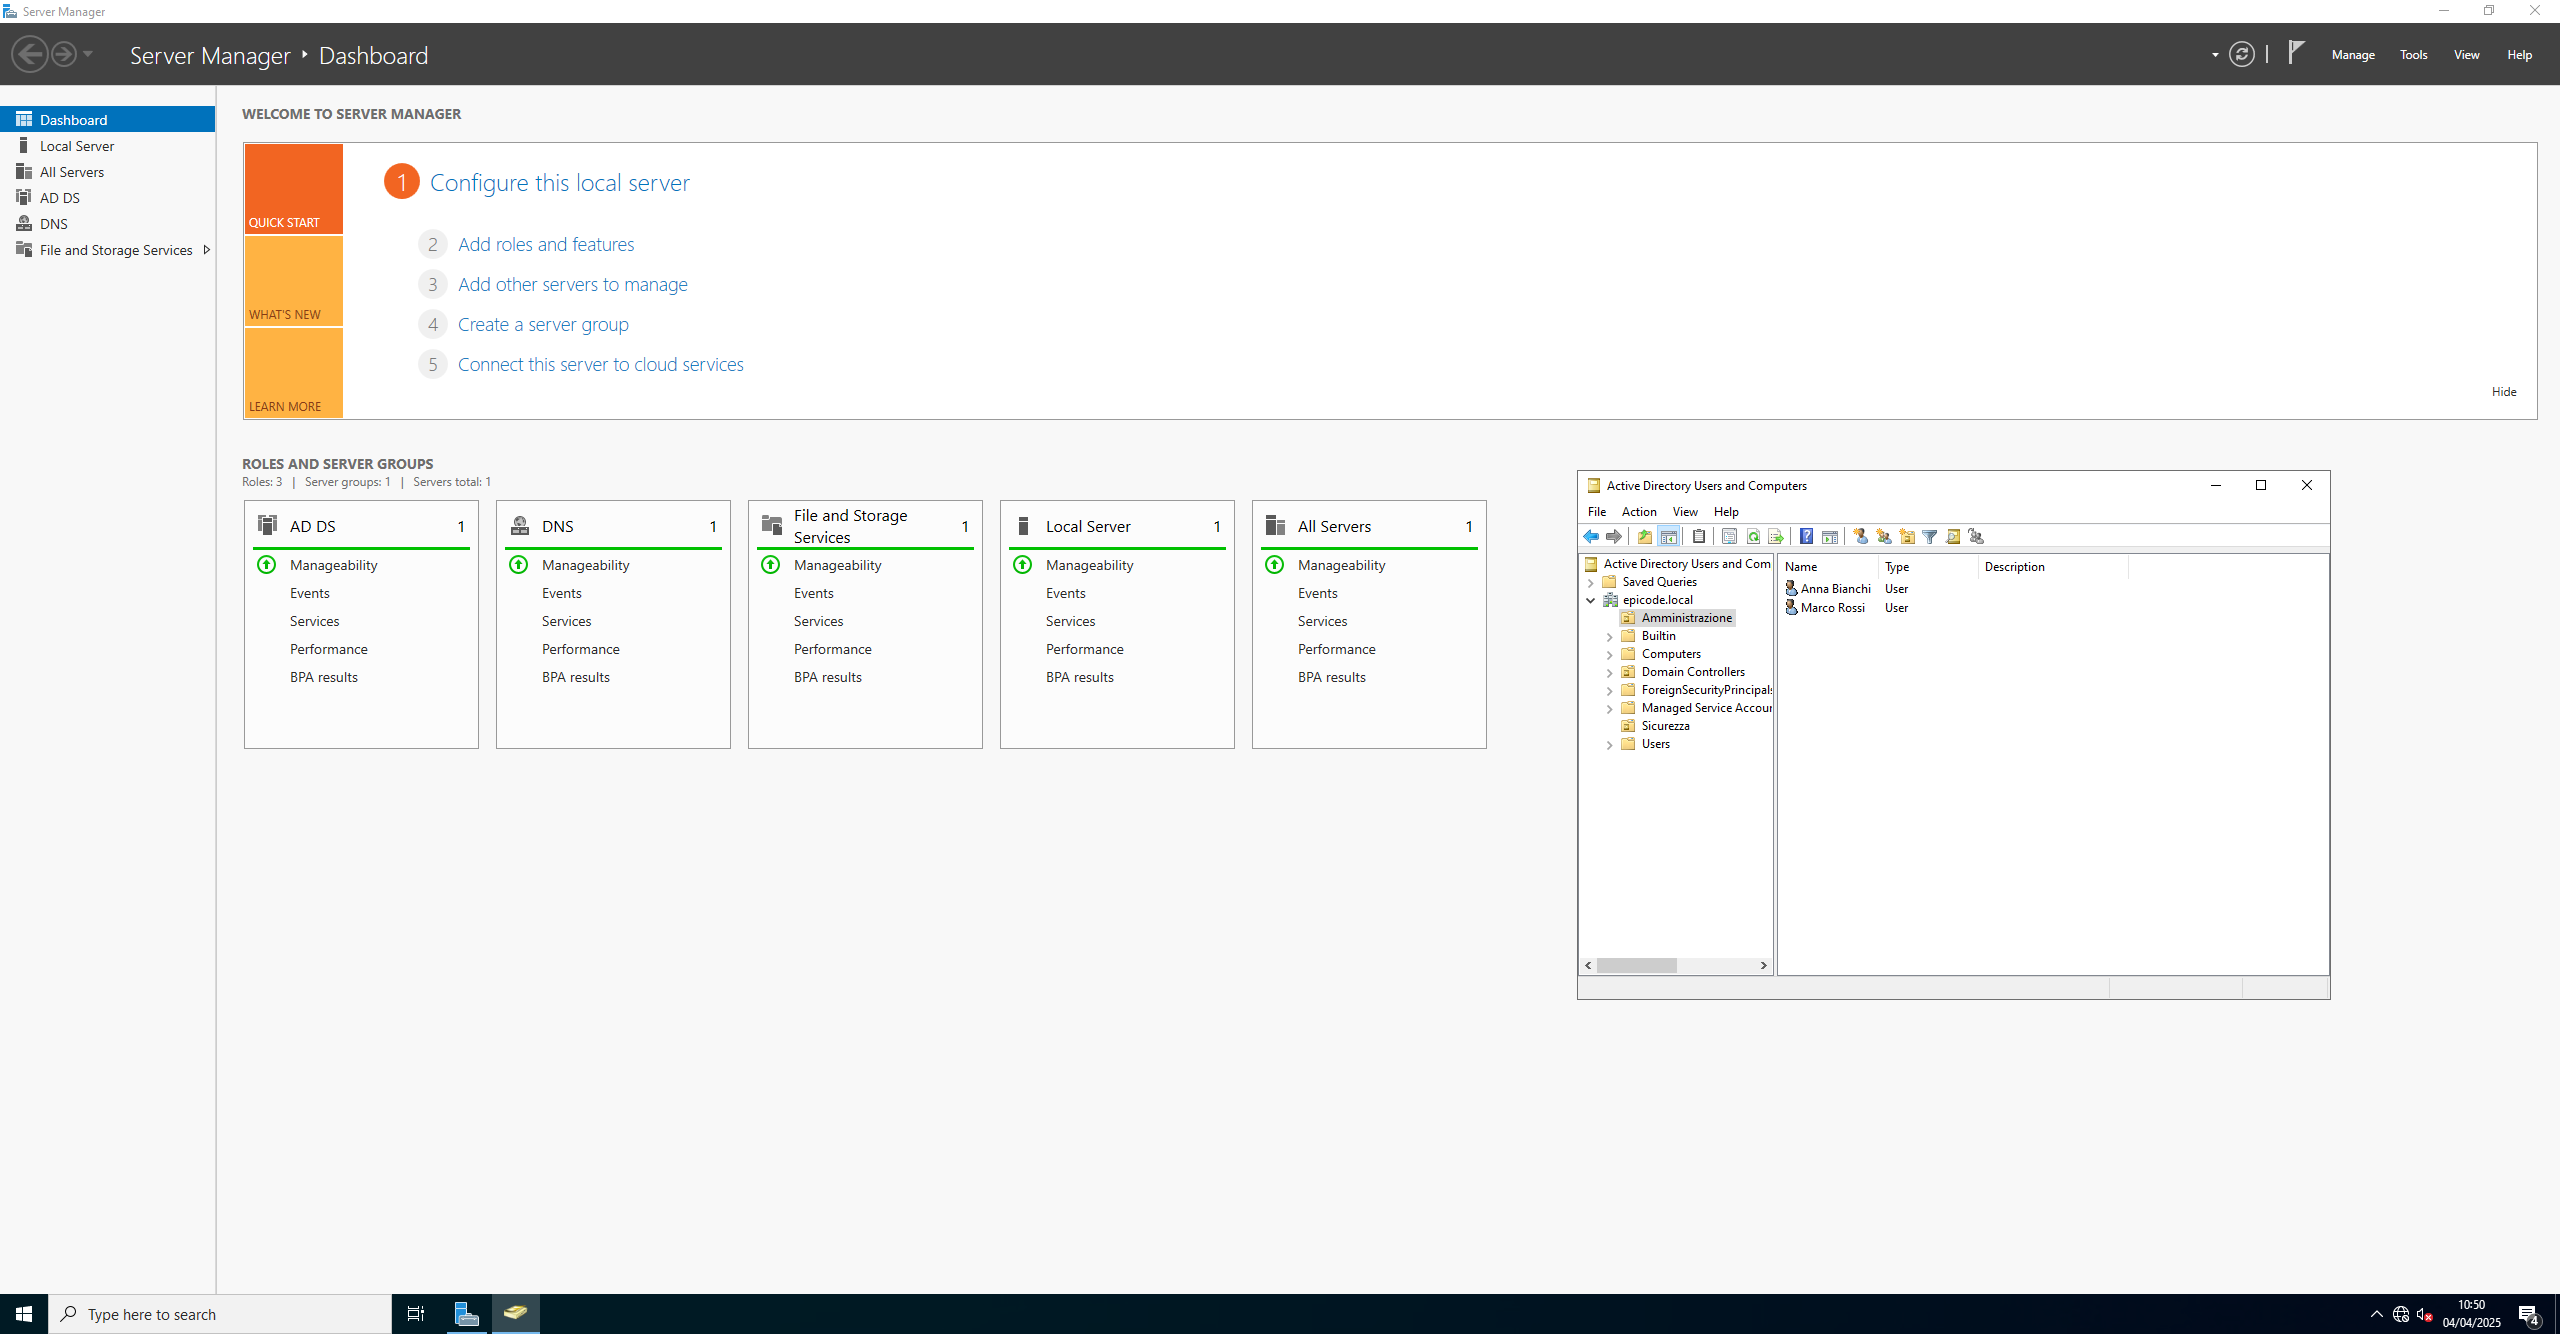 Server Manager
Server Manager ‣ Dashboard
Manage Tools View Help
Dashboard
Local Server
All Servers
AD DS
DNS
File and Storage Services
WELCOME TO SERVER MANAGER
QUICK START
WHAT'S NEW
LEARN MORE
1 Configure this local server
2 Add roles and features
3 Add other servers to manage
4 Create a server group
5 Connect this server to cloud services
Hide
ROLES AND SERVER GROUPS
Roles: 3 | Server groups: 1 | Servers total: 1
AD DS 1
Manageability
Events
Services
Performance
BPA results
DNS 1
Manageability
Events
Services
Performance
BPA results
File and Storage
Services 1
Manageability
Events
Services
Performance
BPA results
Local Server 1
Manageability
Events
Services
Performance
BPA results
All Servers 1
Manageability
Events
Services
Performance
BPA results
Active Directory Users and Computers
File Action View Help
Active Directory Users and Com
Saved Queries
epicode.local
Amministrazione
Builtin
Computers
Domain Controllers
ForeignSecurityPrincipals
Managed Service Accour
Sicurezza
Users
Name Type Description
Anna Bianchi User
Marco Rossi User
Type here to search
10:50
04/04/2025
4